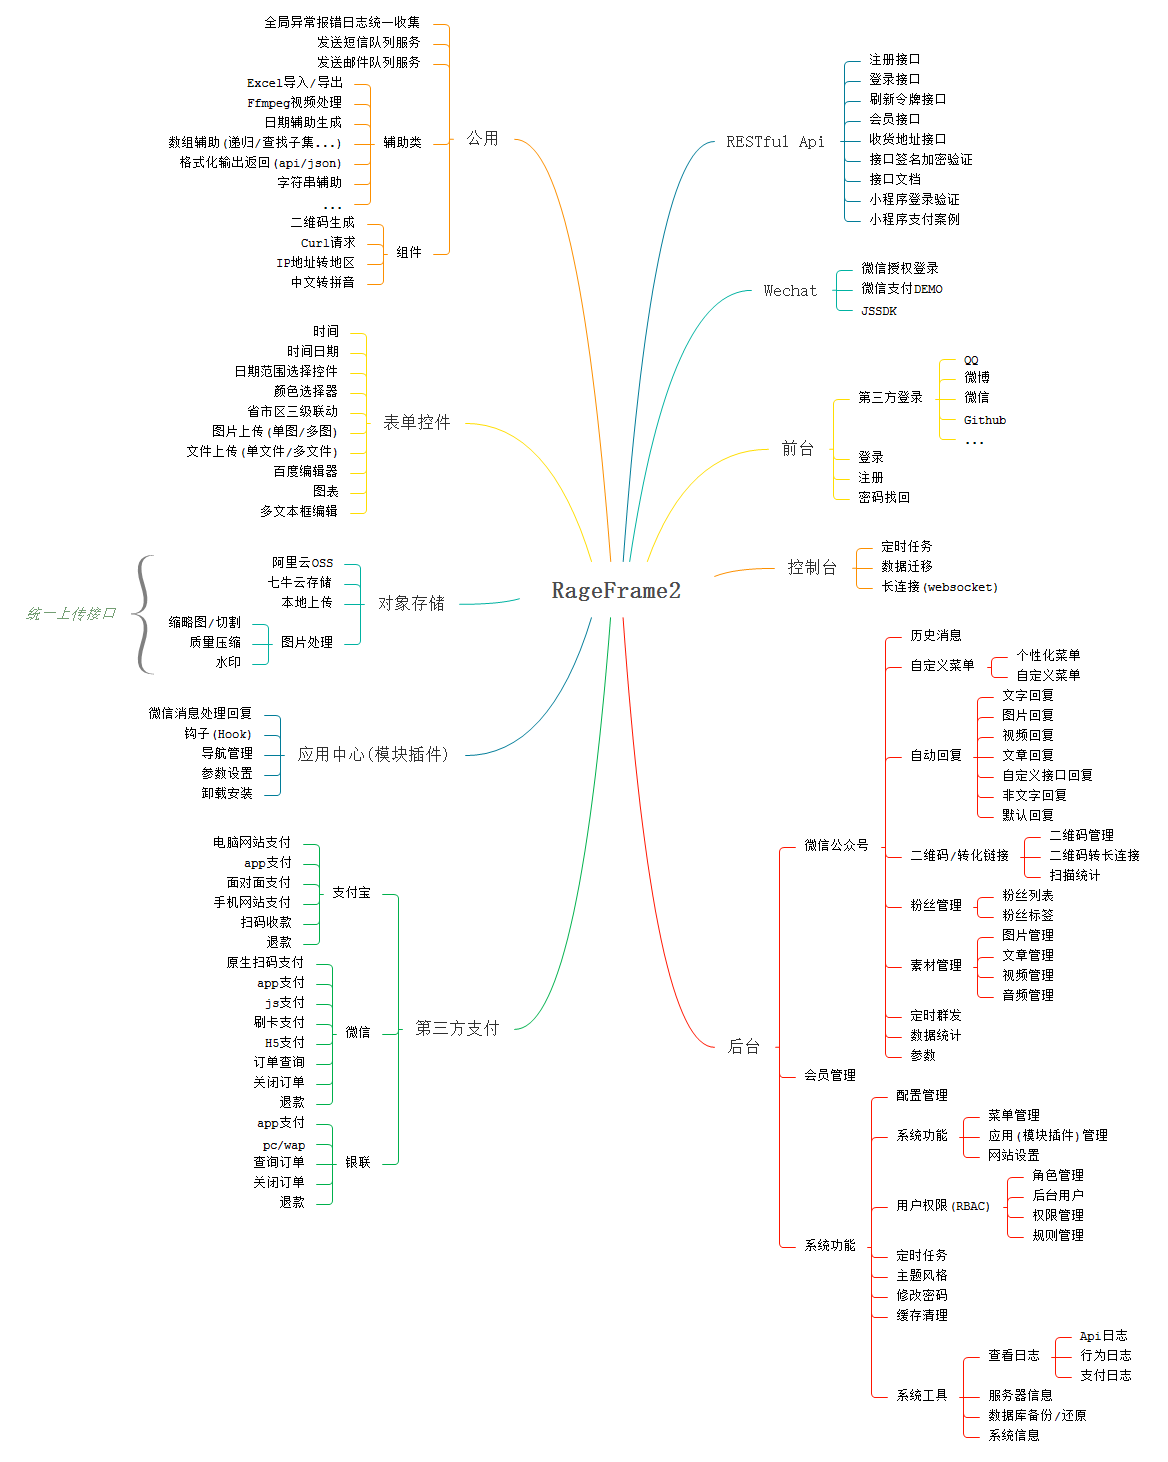 RageFrame2
公用
全局异常报错日志统一收集
发送短信队列服务
发送邮件队列服务
辅助类
Excel导入/导出
Ffmpeg视频处理
日期辅助生成
数组辅助(递归/查找子集...)
格式化输出返回(api/json)
字符串辅助
...
组件
二维码生成
Curl请求
IP地址转地区
中文转拼音
表单控件
时间
时间日期
日期范围选择控件
颜色选择器
省市区三级联动
图片上传(单图/多图)
文件上传(单文件/多文件)
百度编辑器
图表
多文本框编辑
对象存储
阿里云OSS
七牛云存储
本地上传
图片处理
缩略图/切割
质量压缩
水印
统一上传接口
应用中心(模块插件)
微信消息处理回复
钩子(Hook)
导航管理
参数设置
卸载安装
第三方支付
支付宝
电脑网站支付
app支付
面对面支付
手机网站支付
扫码收款
退款
微信
原生扫码支付
app支付
js支付
刷卡支付
H5支付
订单查询
关闭订单
退款
银联
app支付
pc/wap
查询订单
关闭订单
退款
RESTful Api
注册接口
登录接口
刷新令牌接口
会员接口
收货地址接口
接口签名加密验证
接口文档
小程序登录验证
小程序支付案例
Wechat
微信授权登录
微信支付DEMO
JSSDK
前台
第三方登录
QQ
微博
微信
Github
...
登录
注册
密码找回
控制台
定时任务
数据迁移
长连接(websocket)
后台
微信公众号
历史消息
自定义菜单
个性化菜单
自定义菜单
自动回复
文字回复
图片回复
视频回复
文章回复
自定义接口回复
非文字回复
默认回复
二维码/转化链接
二维码管理
二维码转长连接
扫描统计
粉丝管理
粉丝列表
粉丝标签
素材管理
图片管理
文章管理
视频管理
音频管理
定时群发
数据统计
参数
会员管理
系统功能
配置管理
系统功能
菜单管理
应用(模块插件)管理
网站设置
用户权限(RBAC)
角色管理
后台用户
权限管理
规则管理
定时任务
主题风格
修改密码
缓存清理
系统工具
查看日志
Api日志
行为日志
支付日志
服务器信息
数据库备份/还原
系统信息